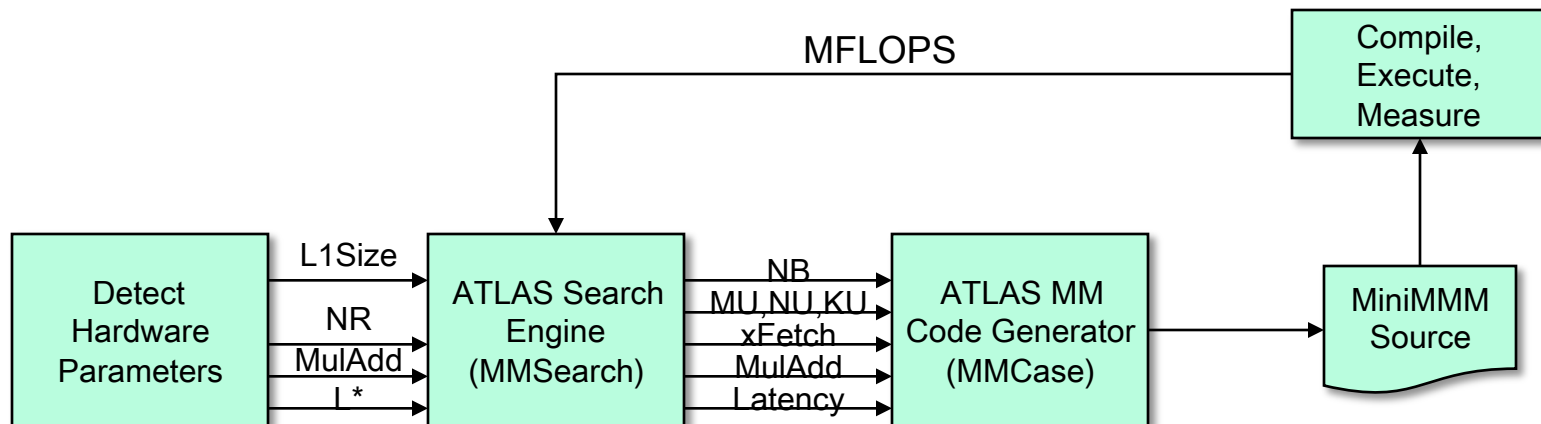 MFLOPS
Compile,
Execute,
Measure
Detect
Hardware
Parameters
L1Size
NR
MulAdd
L*
ATLAS Search
Engine
(MMSearch)
NB
MU,NU,KU
xFetch
MulAdd
Latency
ATLAS MM
Code Generator
(MMCase)
MiniMMM
Source